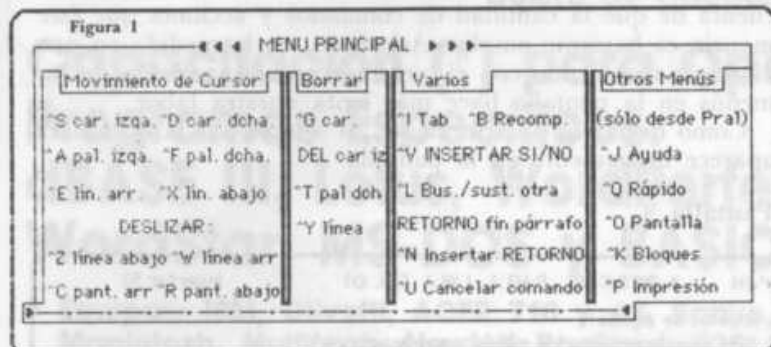 Figura 1
◄ ◄ ◄ MENU PRINCIPAL ► ► ►
Movimiento de Cursor
^S car. izqa. ^D car. dcha
^A pal. izqa. ^F pal. dcha.
^E lin. arr. ^X lin. abajo
DESLIZAR:
^Z línea abajo ^W línea arr
^C pant. arr ^R pant. abajo
Borrar
^G car.
DEL car iz
^T pal dch
^Y línea
Varios
^I Tab ^B Recomp.
^V INSERTAR SI/NO
^L Bus./sust. otra
RETORNO fin párrafo
^N Insertar RETORNO
^U Cancelar comando
Otros Menús
(sólo desde Pral)
^J Ayuda
^Q Rápido
^O Pantalla
^K Bloques
^P Impresión